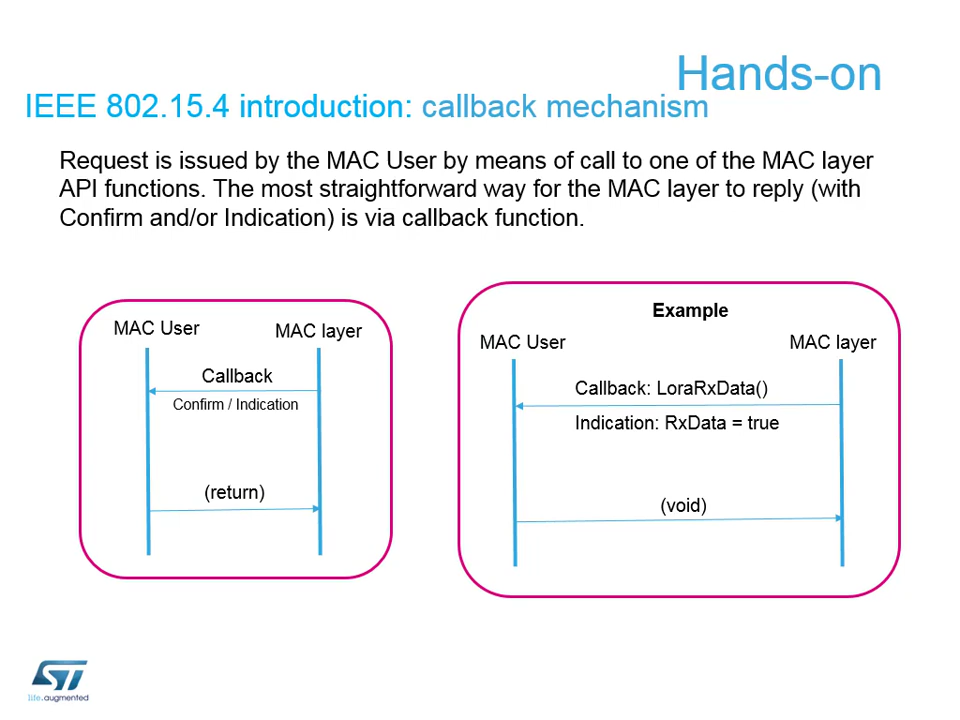 Hands-on
IEEE 802.15.4 introduction: callback mechanism
Request is issued by the MAC User by means of call to one of the MAC layer
API functions. The most straightforward way for the MAC layer to reply (with
Confirm and/or Indication) is via callback function.
MAC User
MAC layer
Callback
Confirm / Indication
(return)
Example
MAC User
MAC layer
Callback: LoraRxData()
Indication: RxData = true
(void)
ST
life.augmented